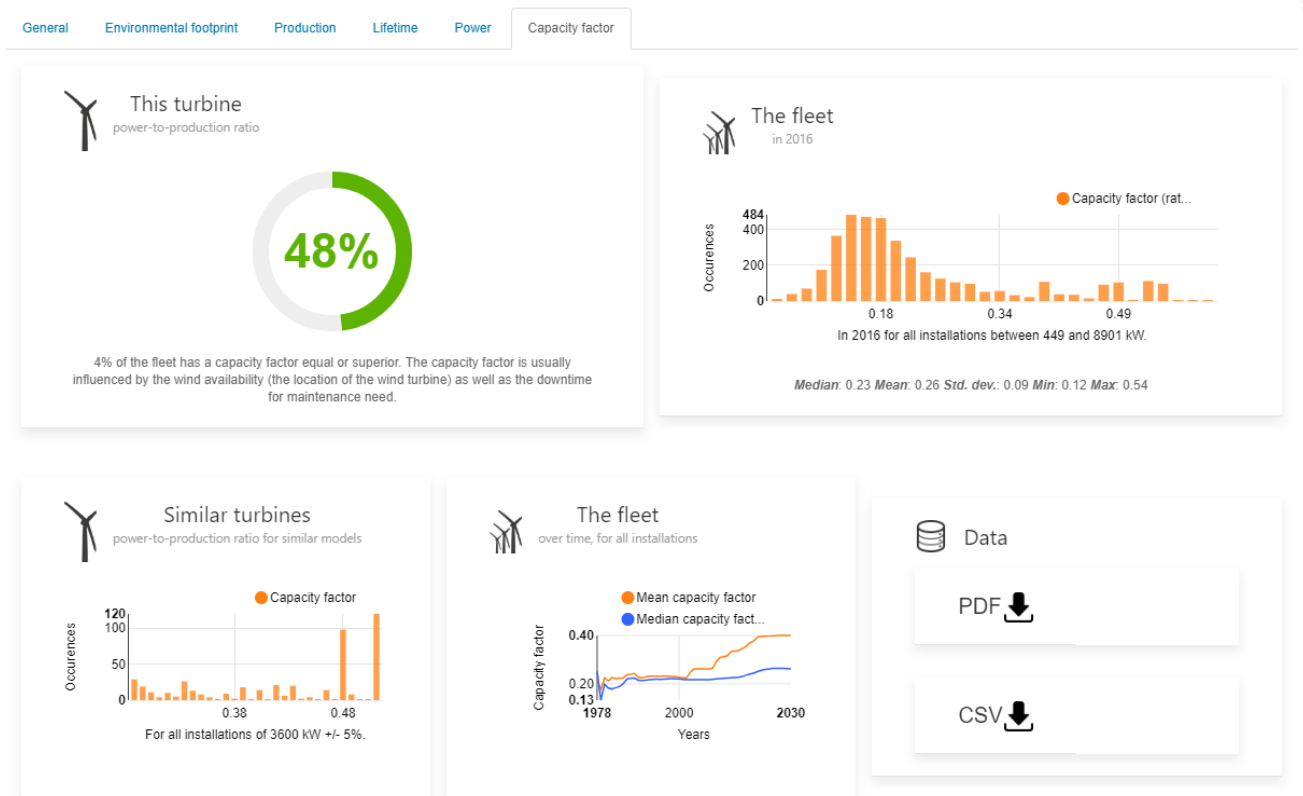 General Environmental footprint Production Lifetime Power Capacity factor
This turbine
power-to-production ratio
48%
4% of the fleet has a capacity factor equal or superior. The capacity factor is usually
influenced by the wind availability (the location of the wind turbine) as well as the downtime
for maintenance need.
The fleet
in 2016
Capacity factor (rat...
Occurences
484
400
200
0
0.18 0.34 0.49
In 2016 for all installations between 449 and 8901 kW.
Median: 0.23 Mean: 0.26 Std. dev.: 0.09 Min: 0.12 Max: 0.54
Similar turbines
power-to-production ratio for similar models
Capacity factor
Occurences
120
100
50
0
0.38 0.48
For all installations of 3600 kW +/- 5%.
The fleet
over time, for all installations
Mean capacity factor
Median capacity fact...
Capacity factor
0.40
0.20
0.13
1978 2000 2030
Years
Data
PDF
CSV